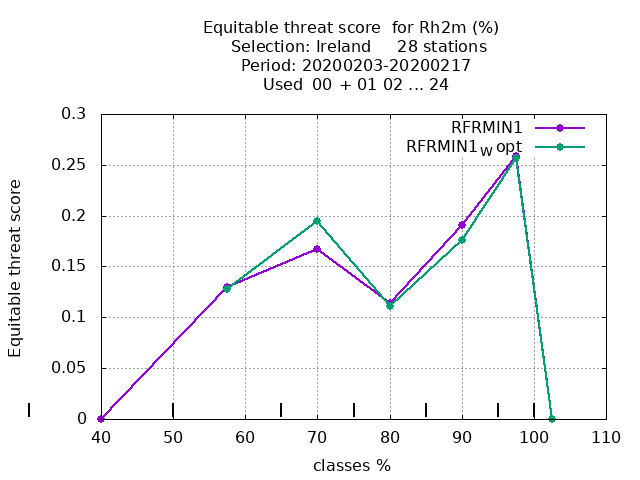 Equitable threat score  for Rh2m (%)
Selection: Ireland     28 stations
Period: 20200203-20200217
Used  00 + 01 02 ... 24
RFRMIN1
RFRMIN1W opt
0.3
0.25
0.2
0.15
0.1
0.05
0
Equitable threat score
40 50 60 70 80 90 100 110
classes %